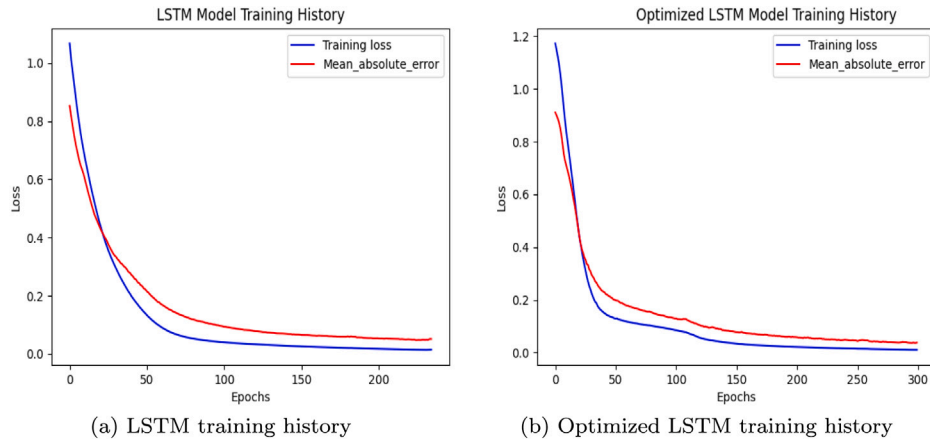 LSTM Model Training History
Training loss
Mean_absolute_error
1.0
0.8
0.6
0.4
0.2
0.0
Loss
0 50 100 150 200
Epochs
(a) LSTM training history
Optimized LSTM Model Training History
Training loss
Mean_absolute_error
1.2
1.0
0.8
0.6
0.4
0.2
0.0
Loss
0 50 100 150 200 250 300
Epochs
(b) Optimized LSTM training history